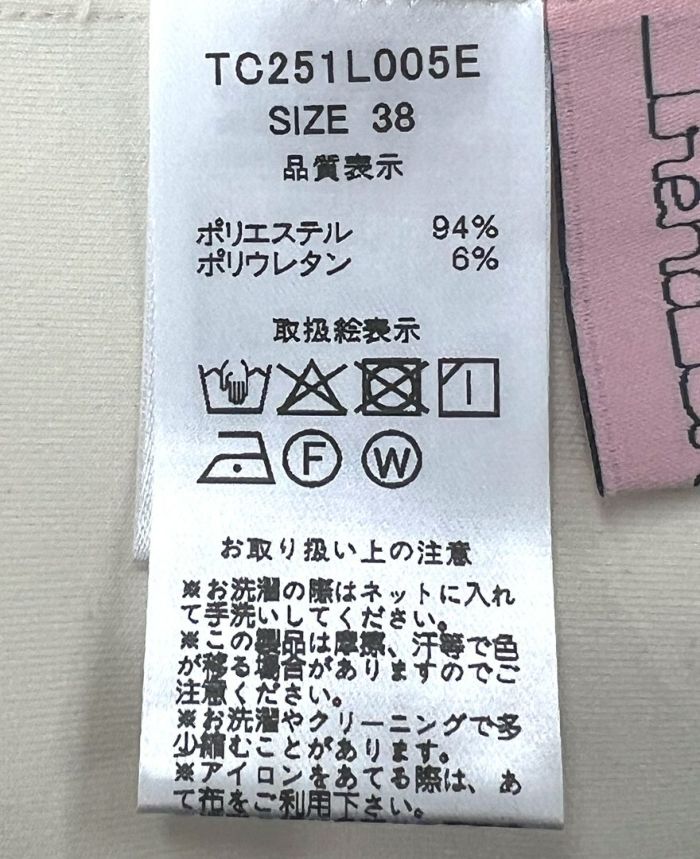 TC251L005E
SIZE 38
品質表示
ポリエステル 94%
ポリウレタン 6%
取扱絵表示
F W
お取り扱い上の注意
※お洗濯の際はネットに入れ
て手洗いしてください。
※この製品は摩擦、汗等で色
が移る場合がありますのでご
注意ください。
※お洗濯やクリーニングで多
少縮むことがあります。
※アイロンをあてる際は、あ
て布をご利用下さい。